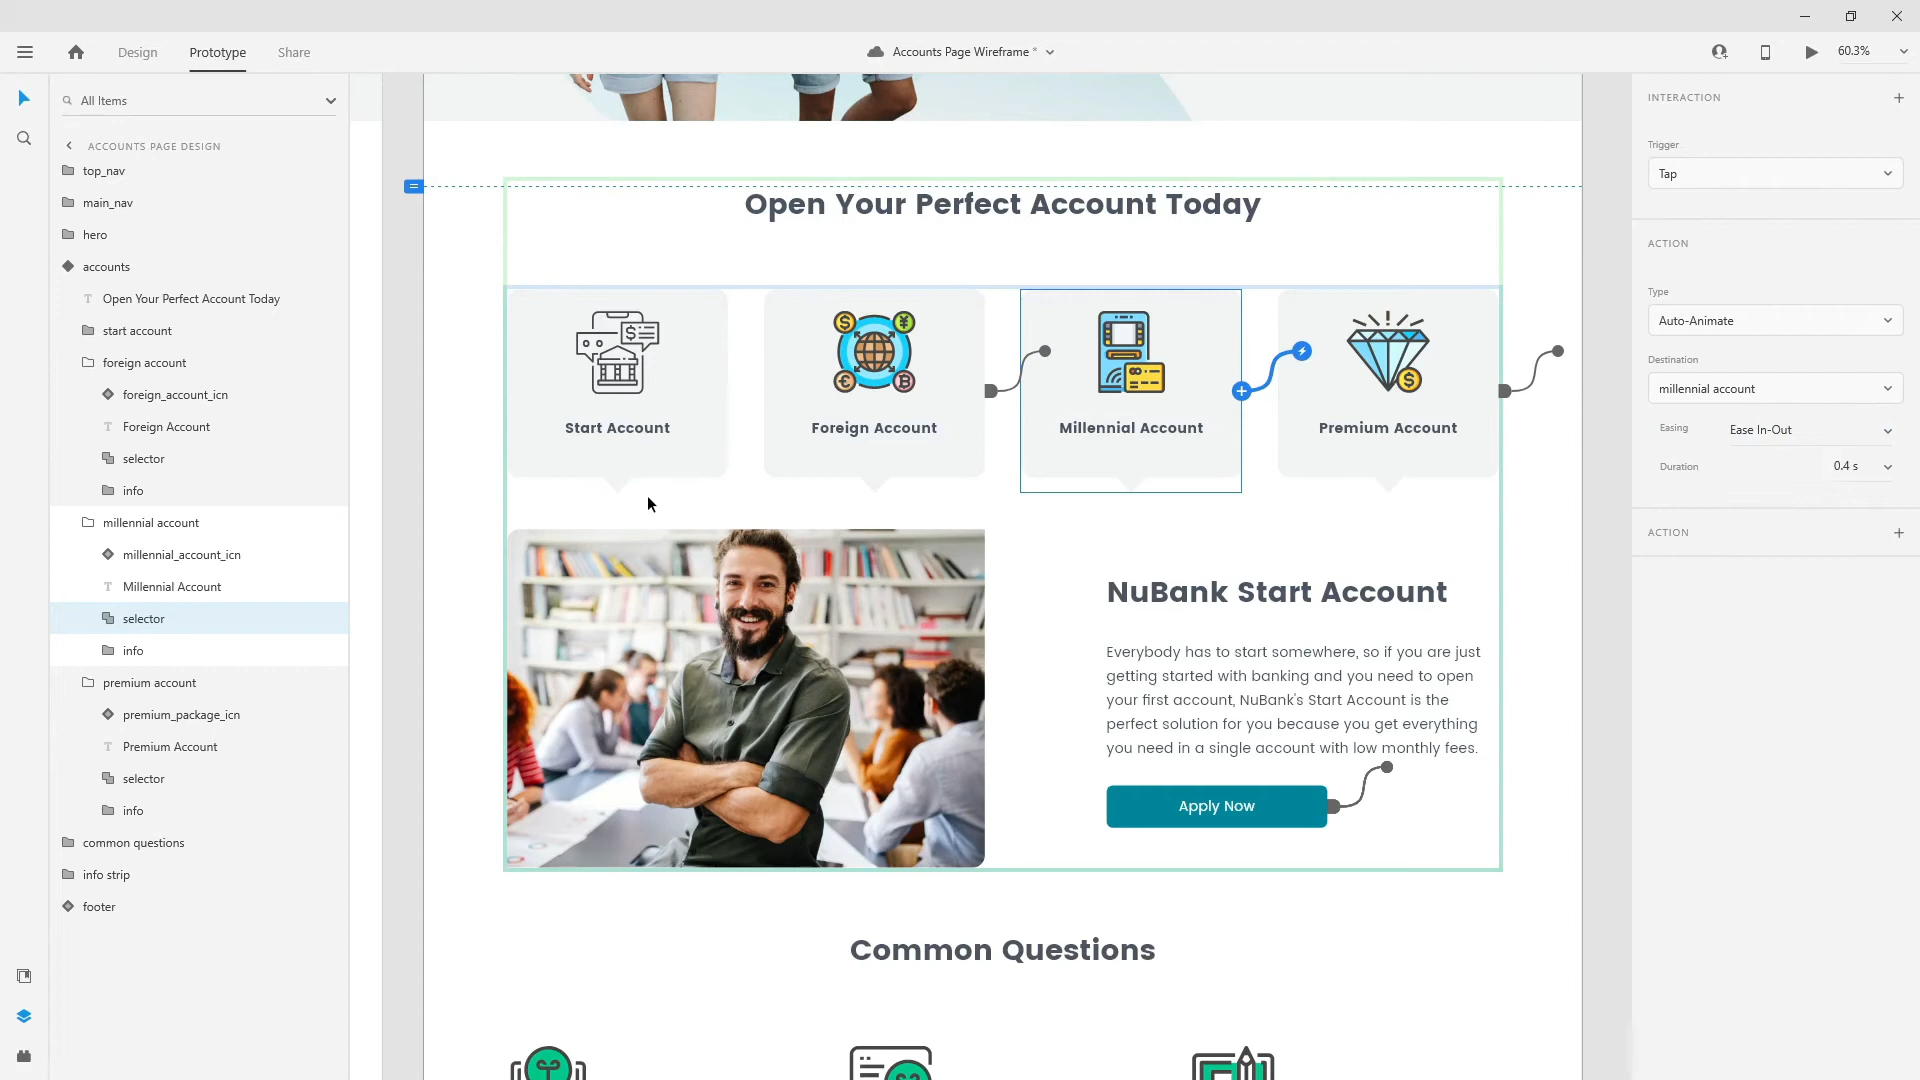 Design
Prototype
Share
Accounts Page Wireframe *
60.3%
All Items
ACCOUNTS PAGE DESIGN
top_nav
main_nav
hero
accounts
Open Your Perfect Account Today
start account
foreign account
foreign_account_icn
Foreign Account
selector
info
millennial account
millennial_account_icn
Millennial Account
selector
info
premium account
premium_package_icn
Premium Account
selector
info
common questions
info strip
footer
Open Your Perfect Account Today
Start Account
Foreign Account
Millennial Account
Premium Account
NuBank Start Account
Everybody has to start somewhere, so if you are just
getting started with banking and you need to open
your first account, NuBank's Start Account is the
perfect solution for you because you get everything
you need in a single account with low monthly fees.
Apply Now
Common Questions
INTERACTION
Trigger
Tap
ACTION
Type
Auto-Animate
Destination
millennial account
Easing
Ease In-Out
Duration
0.4 s
ACTION